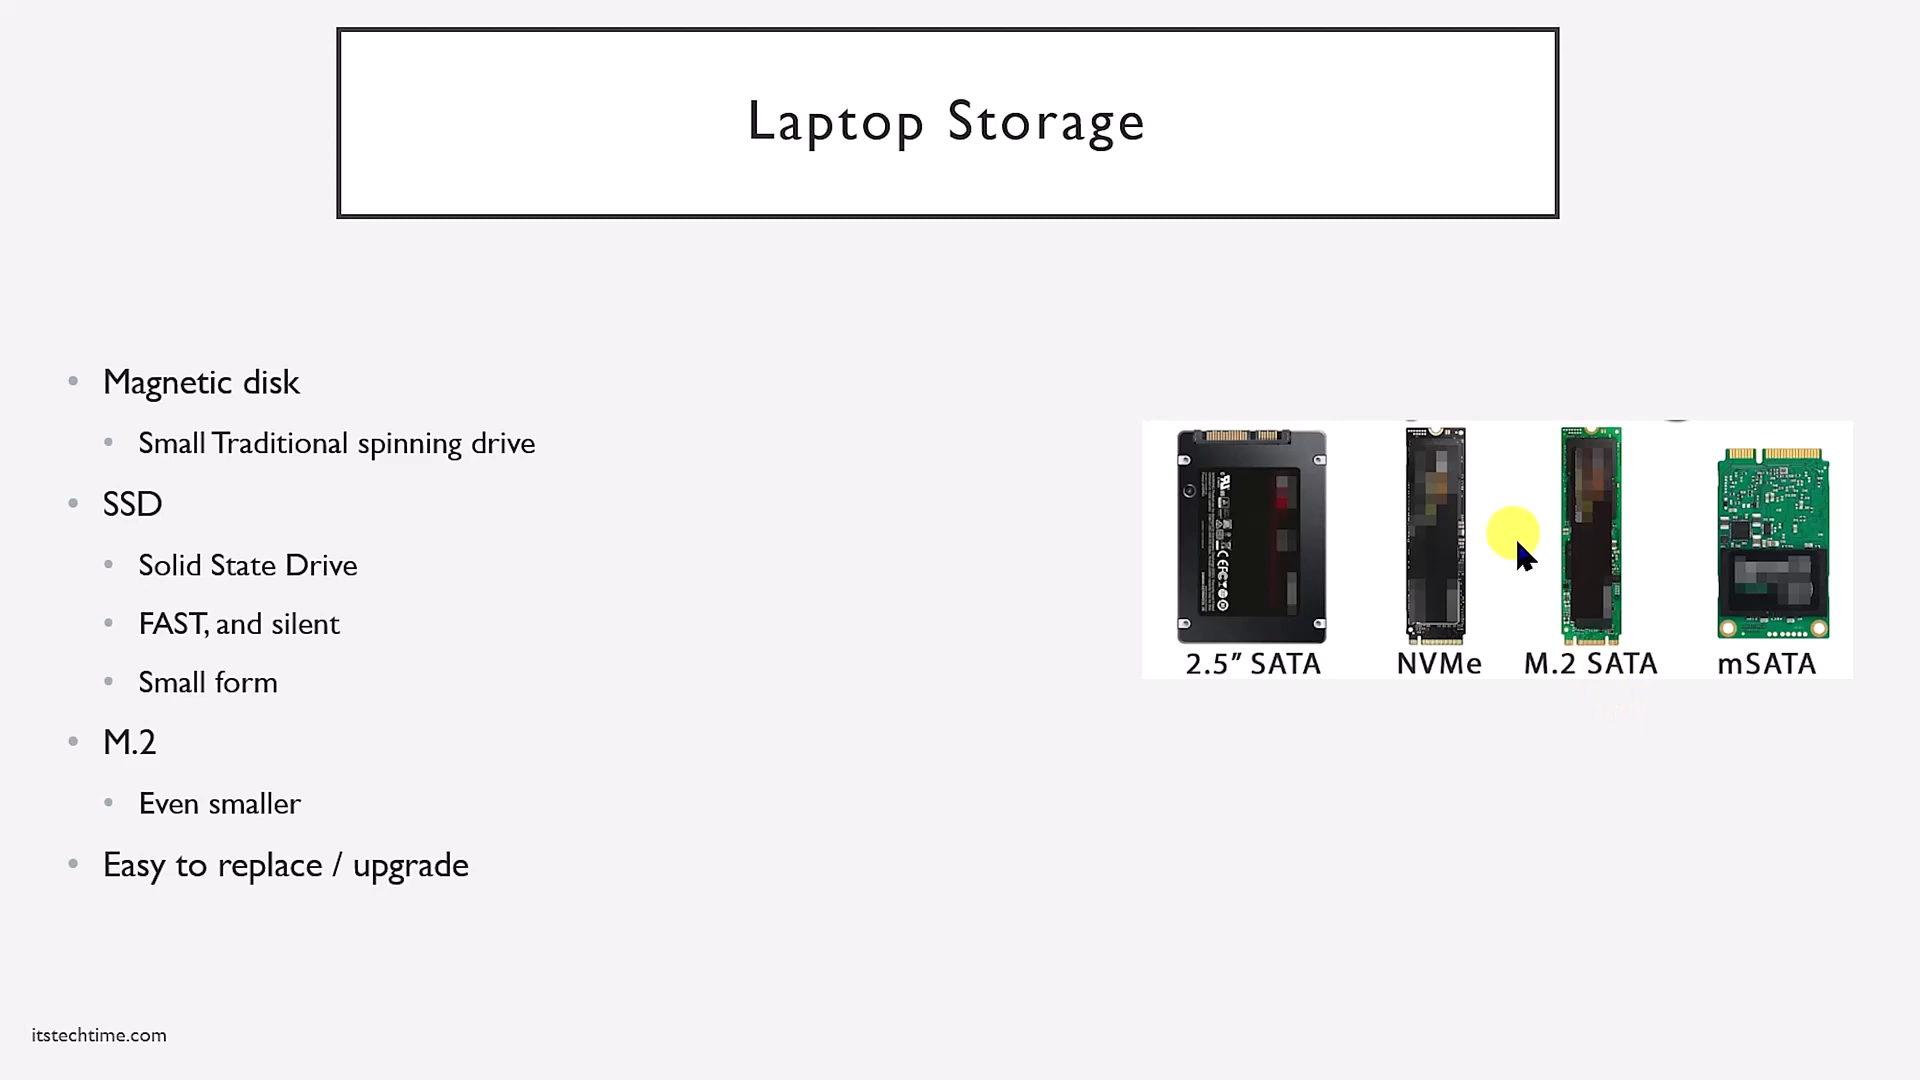 Laptop Storage
Magnetic disk
Small Traditional spinning drive
SSD
Solid State Drive
FAST, and silent
Small form
M.2
Even smaller
Easy to replace / upgrade
2.5” SATA
NVMe
M.2 SATA
mSATA
itstechtime.com